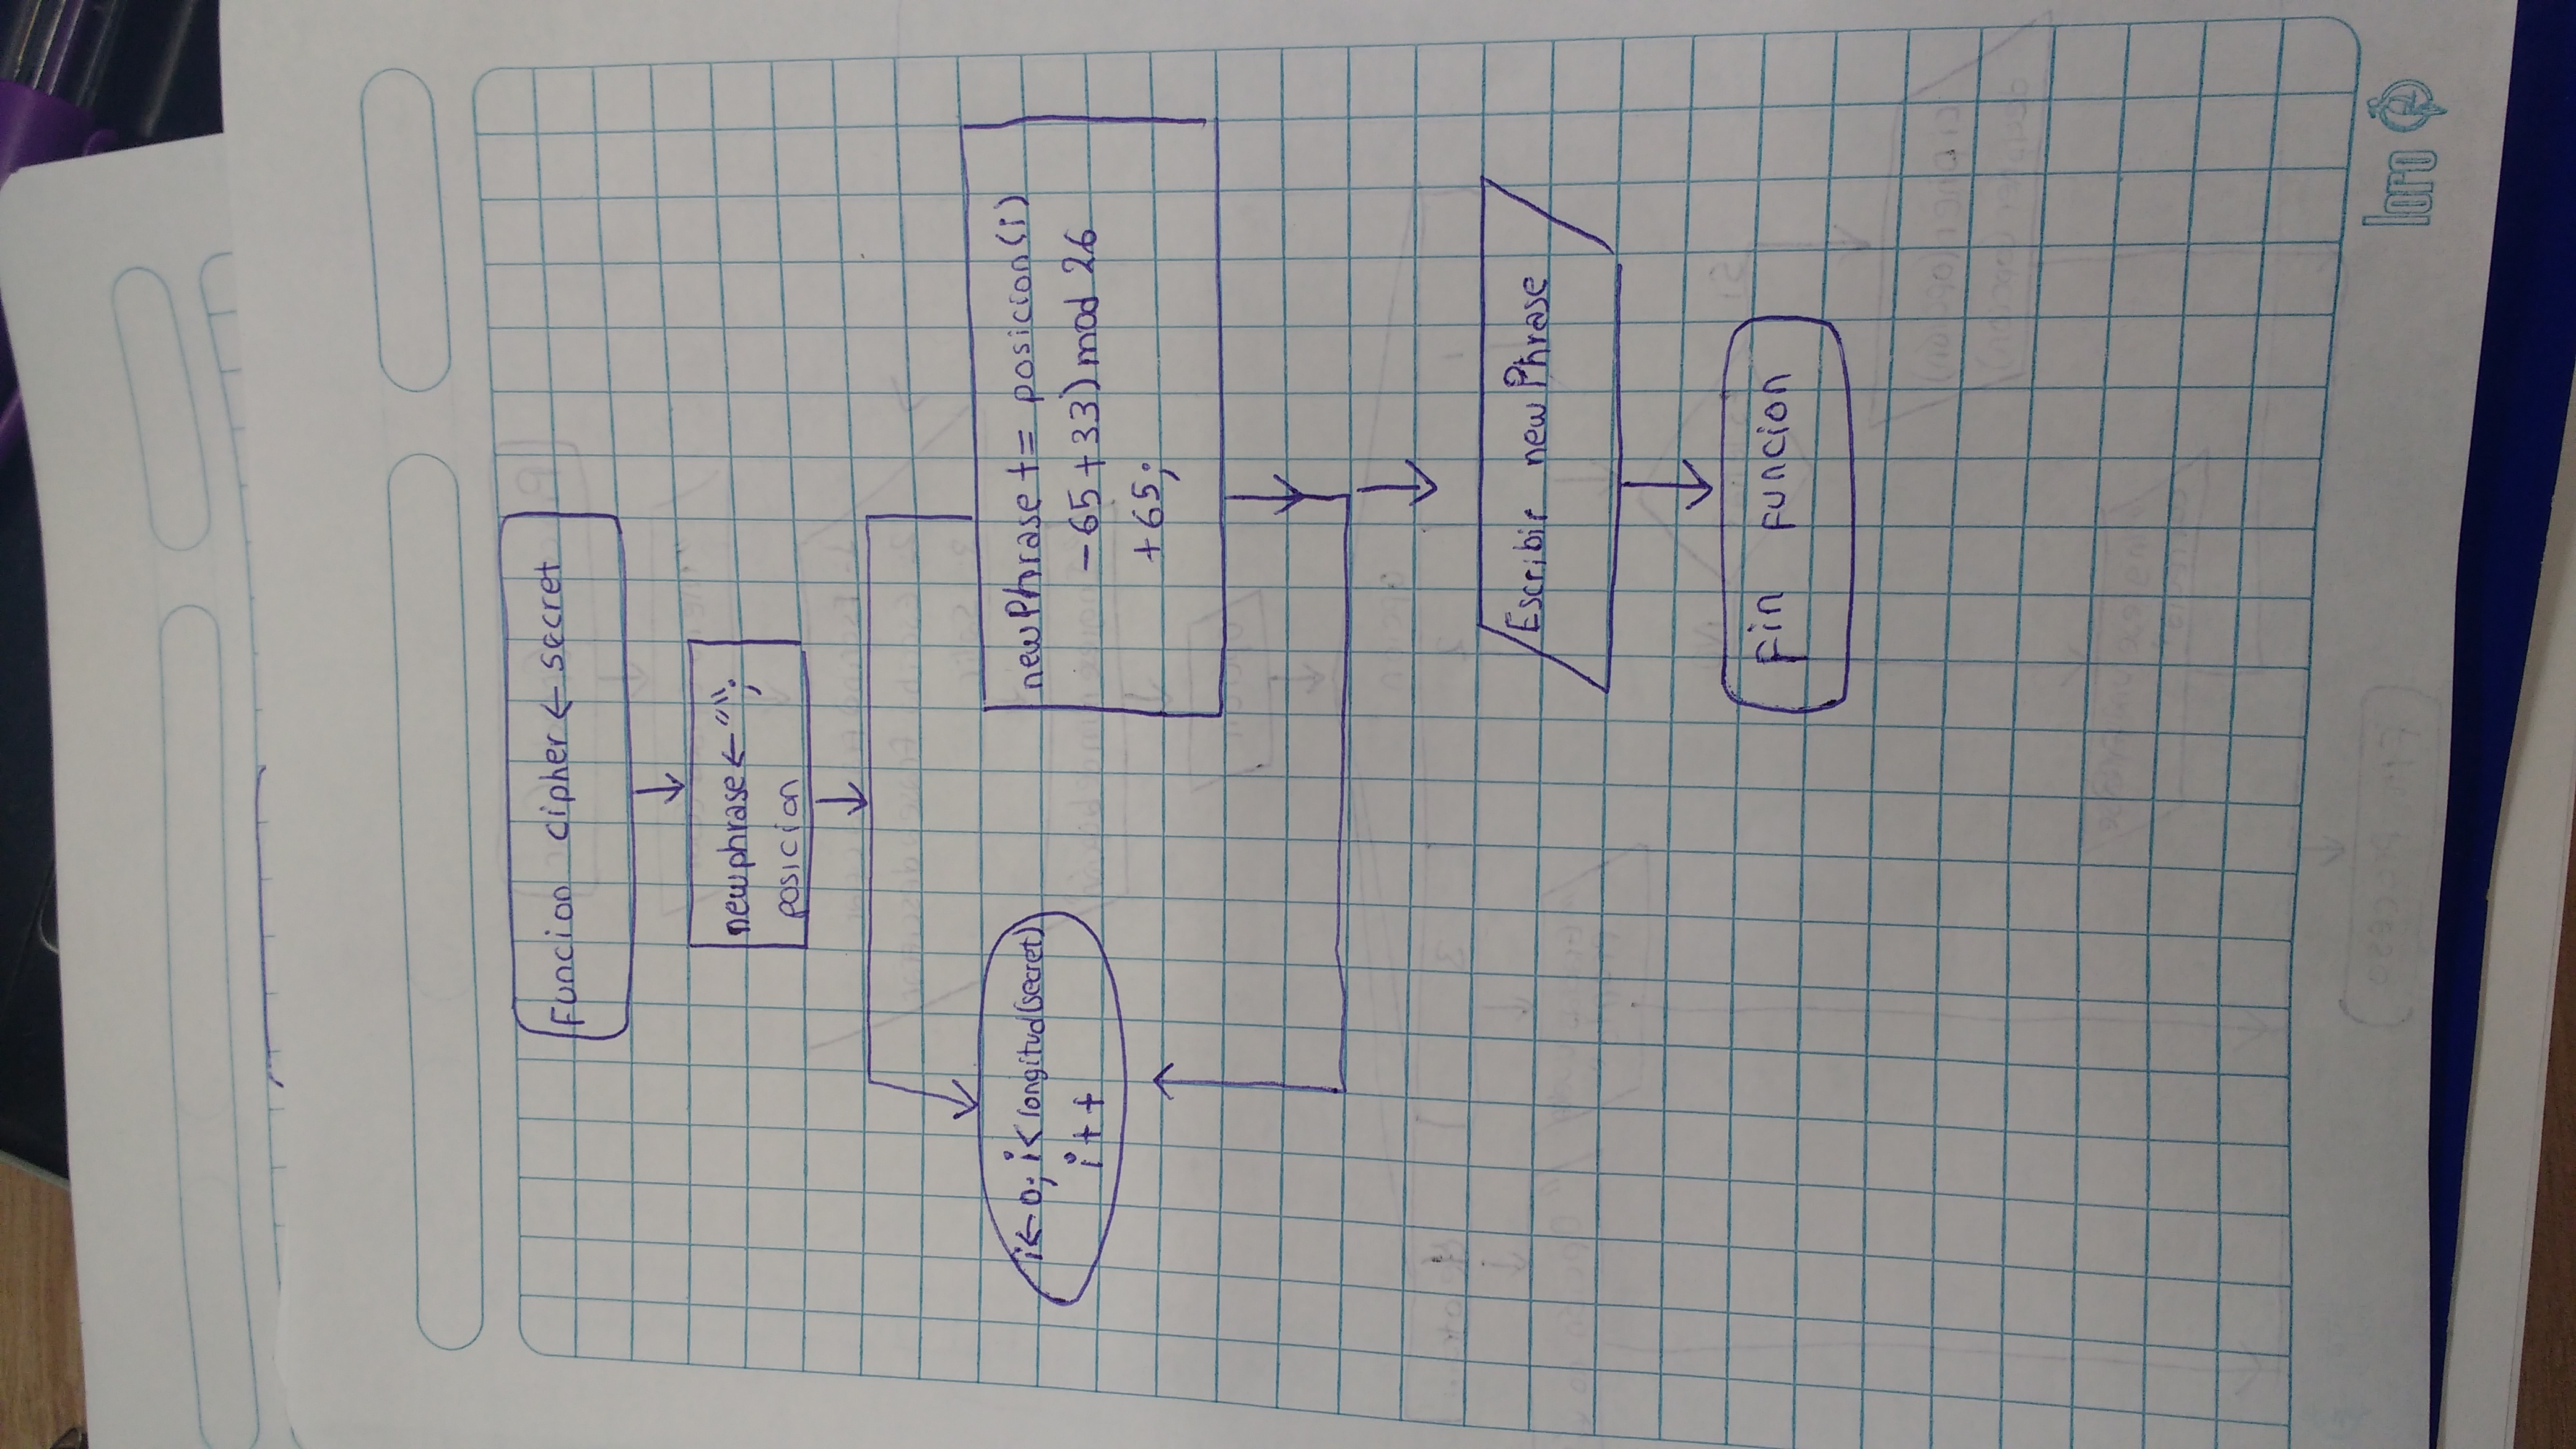 Funcion cipher ← secret
newphrase ← "";
posicion
i ← 0; i < longitud(secret)
i++
newPhrase += posicion(i)
-65+33) mod 26
+65;
Escribir newPhrase
Fin Funcion
loro